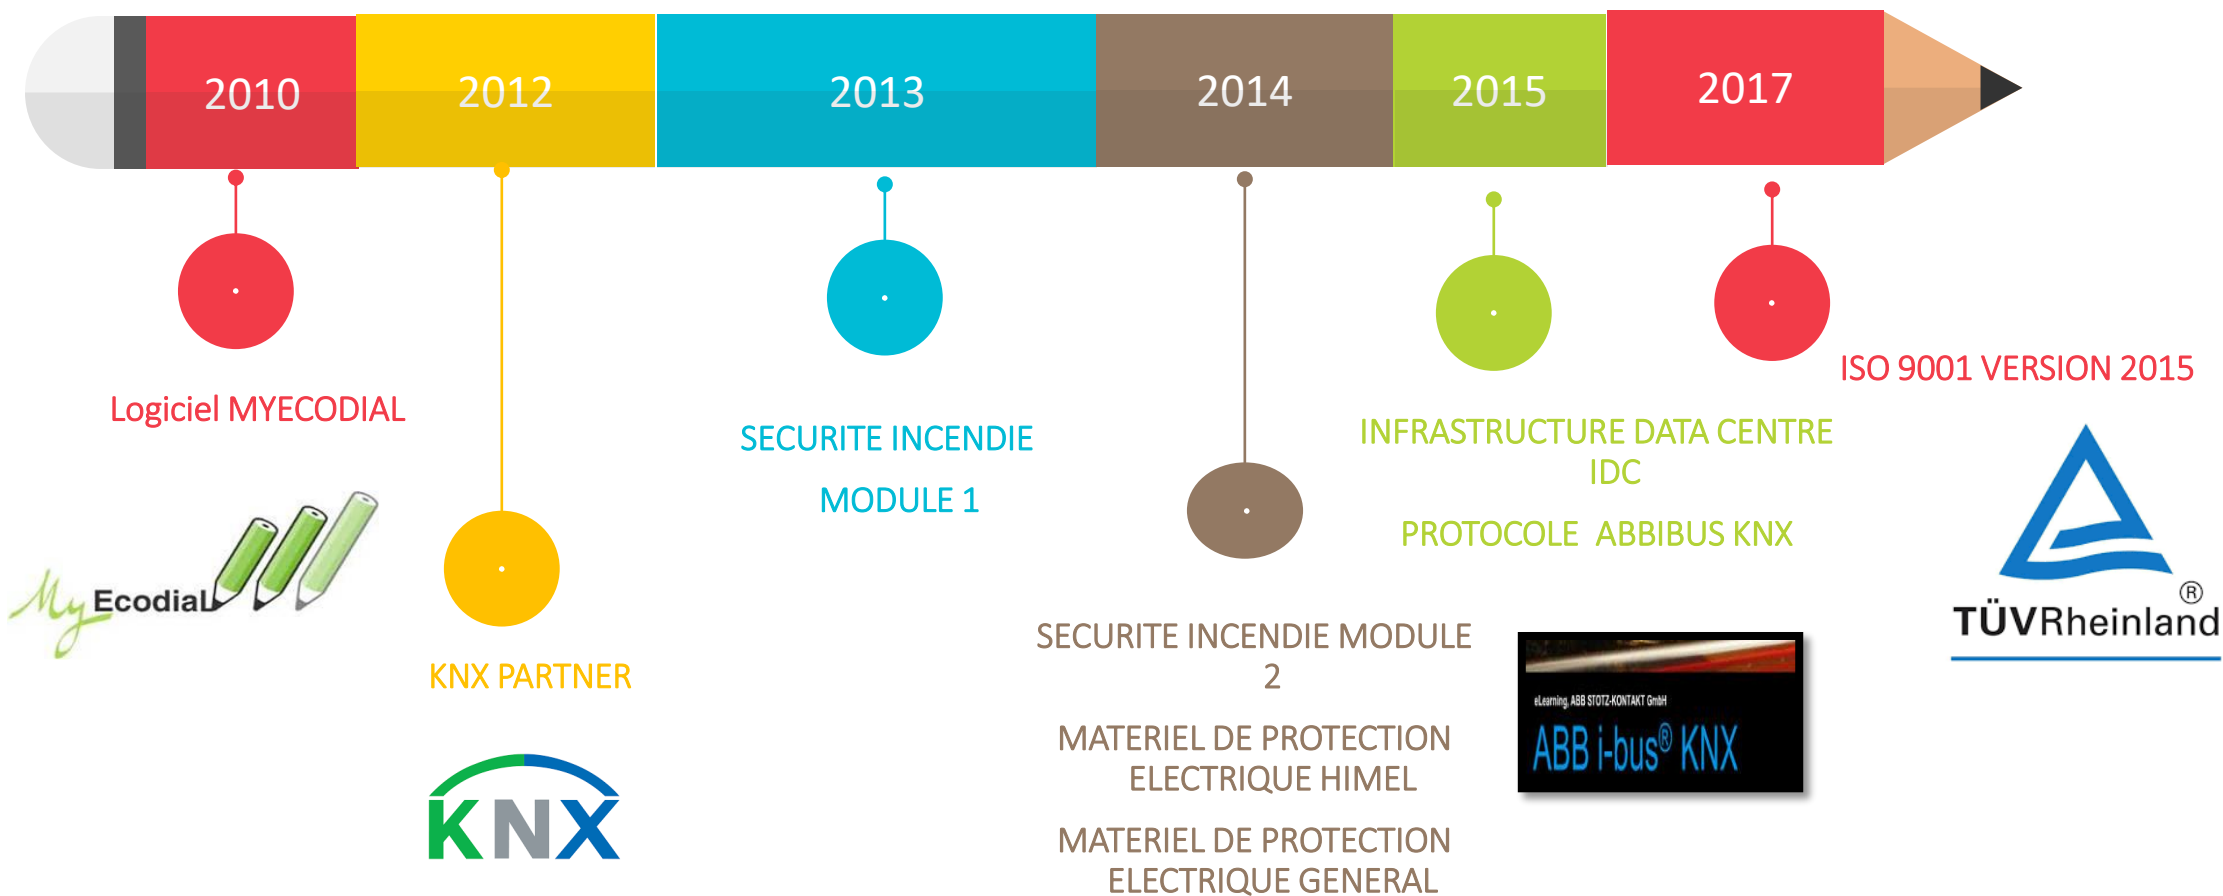 2010
2012
2013
2014
2015
2017
Logiciel MYECODIAL
My Ecodial
KNX PARTNER
KNX
SECURITE INCENDIE
MODULE 1
SECURITE INCENDIE MODULE
2
MATERIEL DE PROTECTION
ELECTRIQUE HIMEL
MATERIEL DE PROTECTION
ELECTRIQUE GENERAL
INFRASTRUCTURE DATA CENTRE
IDC
PROTOCOLE ABBIBUS KNX
eLearning, ABB STOTZ-KONTAKT GmbH
ABB i-bus® KNX
ISO 9001 VERSION 2015
®
TÜVRheinland